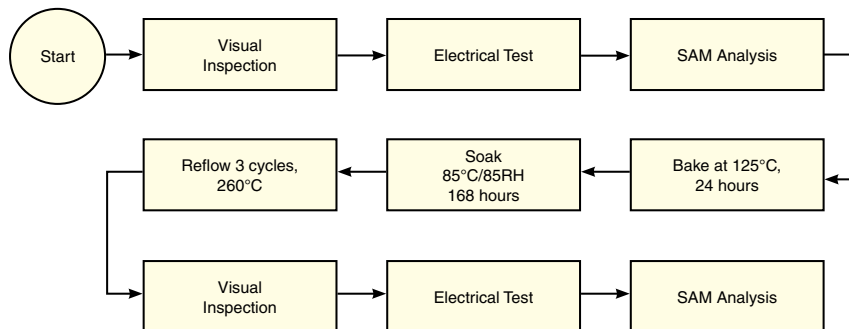 Start
Visual
Inspection
Electrical Test
SAM Analysis
Reflow 3 cycles,
260°C
Soak
85°C/85RH
168 hours
Bake at 125°C,
24 hours
Visual
Inspection
Electrical Test
SAM Analysis